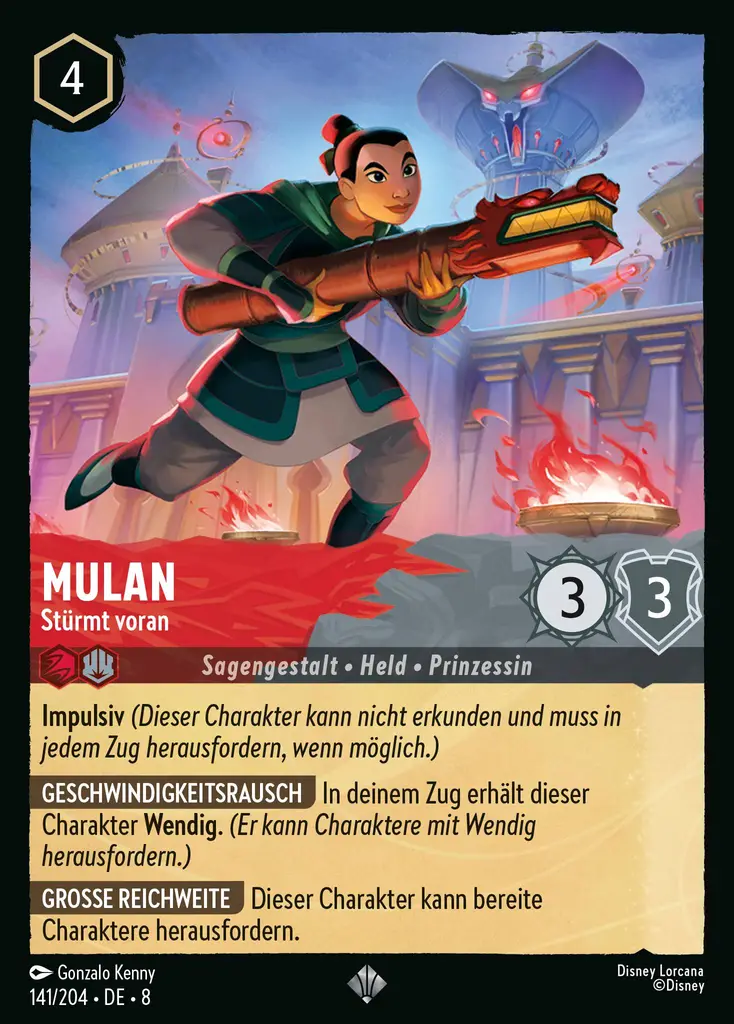 4
MULAN
Stürmt voran
3
3
Sagengestalt • Held • Prinzessin
Impulsiv (Dieser Charakter kann nicht erkunden und muss in
jedem Zug herausfordern, wenn möglich.)
GESCHWINDIGKEITSRAUSCH In deinem Zug erhält dieser
Charakter Wendig. (Er kann Charaktere mit Wendig
herausfordern.)
GROSSE REICHWEITE Dieser Charakter kann bereite
Charaktere herausfordern.
Gonzalo Kenny
141/204 • DE • 8
Disney Lorcana
©Disney